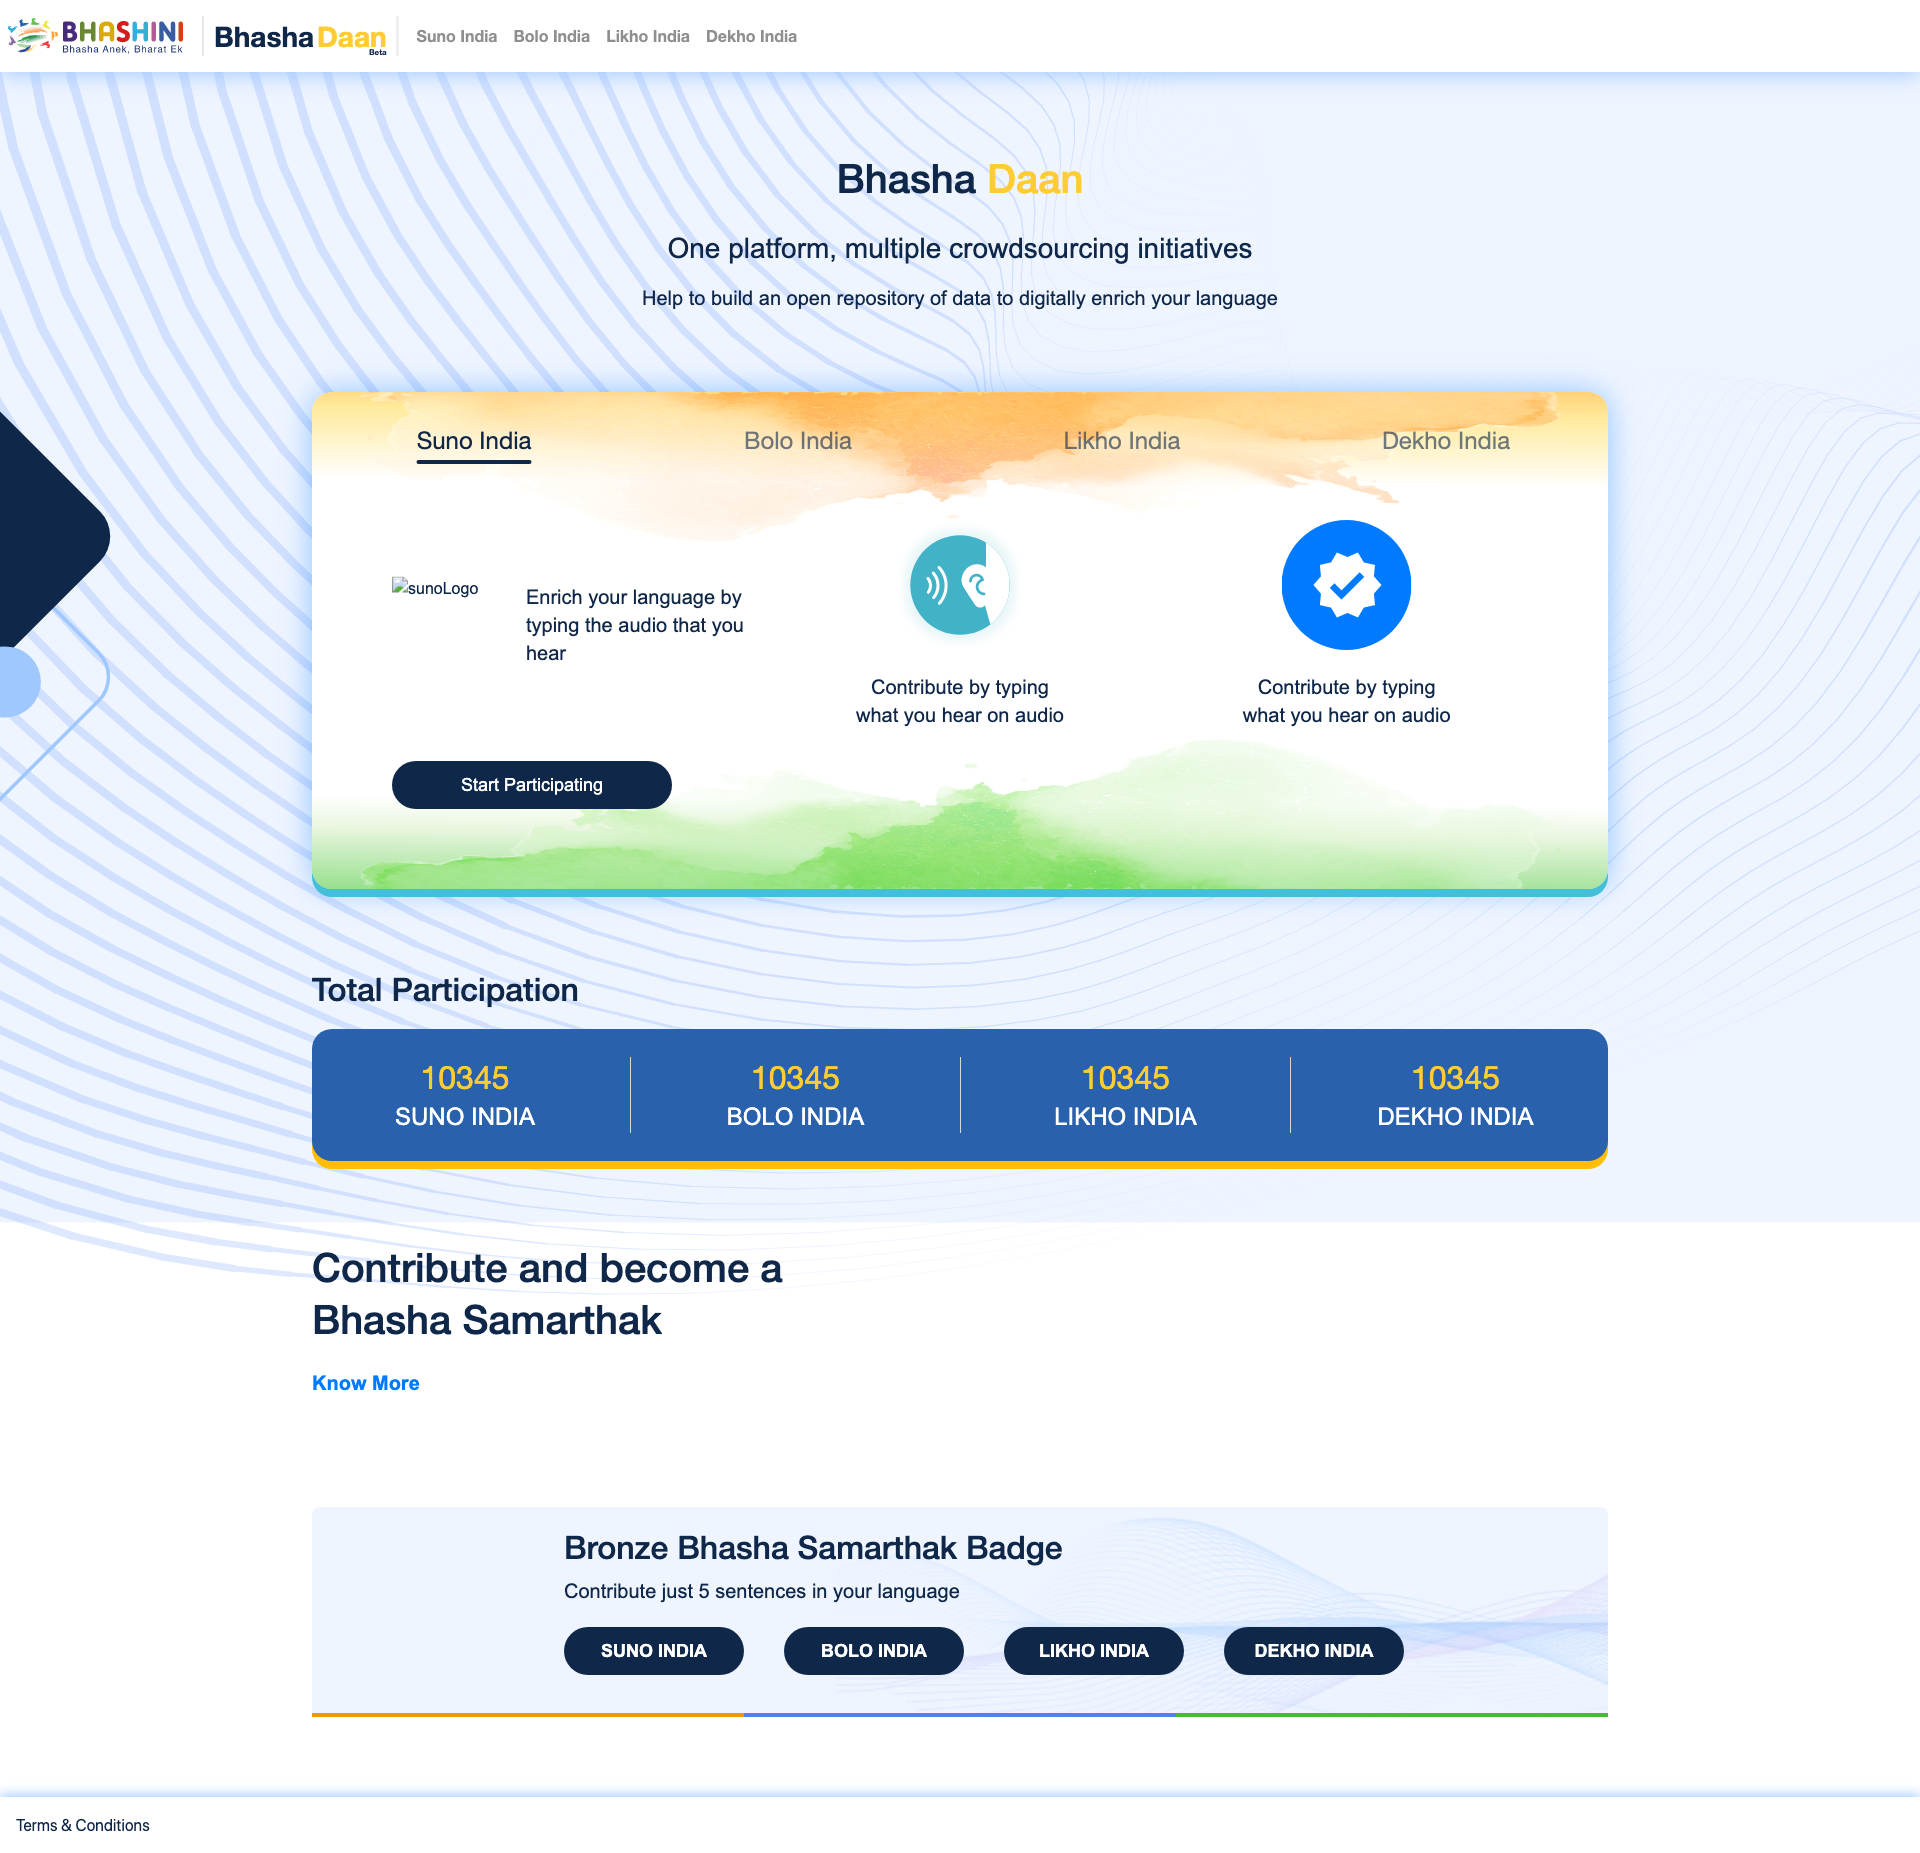 BHASHINI
Bhasha Anek, Bharat Ek
Bhasha Daan
Beta
Suno India Bolo India Likho India Dekho India
Bhasha Daan
One platform, multiple crowdsourcing initiatives
Help to build an open repository of data to digitally enrich your language
Suno India Bolo India Likho India Dekho India
sunoLogo
Enrich your language by
typing the audio that you
hear
Contribute by typing
what you hear on audio
Contribute by typing
what you hear on audio
Start Participating
Total Participation
10345 10345 10345 10345
SUNO INDIA BOLO INDIA LIKHO INDIA DEKHO INDIA
Contribute and become a
Bhasha Samarthak
Know More
Bronze Bhasha Samarthak Badge
Contribute just 5 sentences in your language
SUNO INDIA BOLO INDIA LIKHO INDIA DEKHO INDIA
Terms & Conditions